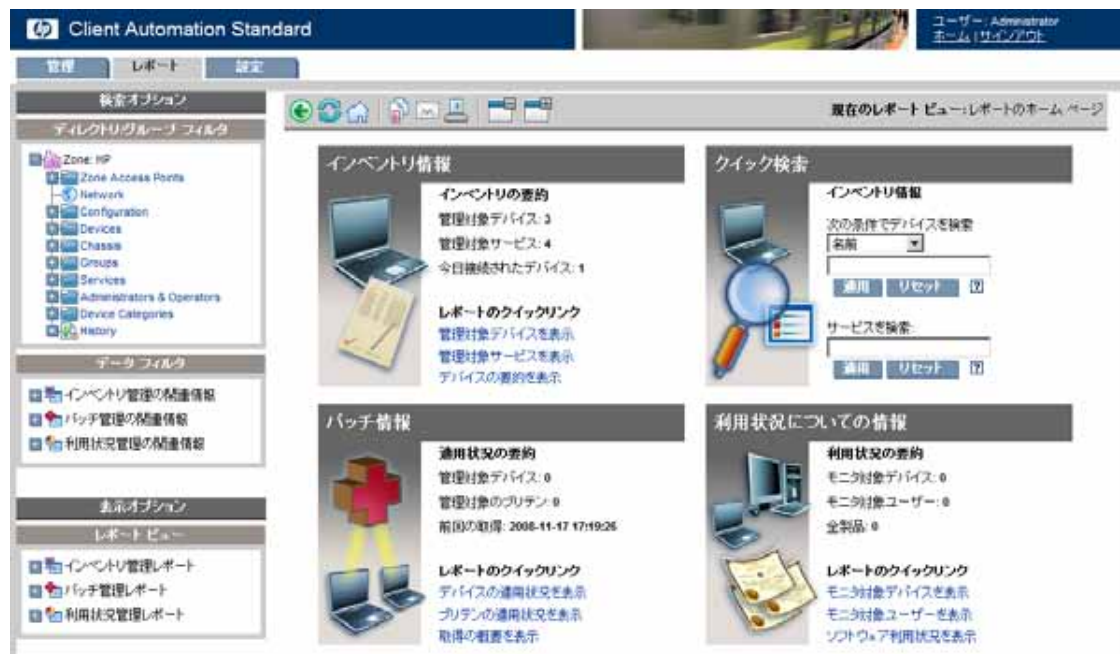 hp Client Automation Standard
ユーザー: Administrator
ホーム | サインアウト
管理 レポート 設定
検索オプション
ディレクトリ/グループ フィルタ
Zone: HP
Zone Access Points
Network
Configuration
Devices
Chassis
Groups
Services
Administrators & Operators
Device Categories
History
データ フィルタ
インベントリ管理の関連情報
パッチ管理の関連情報
利用状況管理の関連情報
表示オプション
レポート ビュー
インベントリ管理レポート
パッチ管理レポート
利用状況管理レポート
現在のレポート ビュー:レポートのホーム ページ
インベントリ情報
インベントリの要約
管理対象デバイス: 3
管理対象サービス: 4
今日接続されたデバイス: 1
レポートのクイックリンク
管理対象デバイスを表示
管理対象サービスを表示
デバイスの要約を表示
クイック検索
インベントリ情報
次の条件でデバイスを検索
名前
適用 リセット ?
サービスを検索:
適用 リセット ?
パッチ情報
適用状況の要約
管理対象デバイス: 0
管理対象のブリテン: 0
前回の取得: 2008-11-17 17:19:26
レポートのクイックリンク
デバイスの適用状況を表示
ブリテンの適用状況を表示
取得の概要を表示
利用状況についての情報
利用状況の要約
モニタ対象デバイス: 0
モニタ対象ユーザー: 0
全製品: 0
レポートのクイックリンク
モニタ対象デバイスを表示
モニタ対象ユーザーを表示
ソフトウェア利用状況を表示